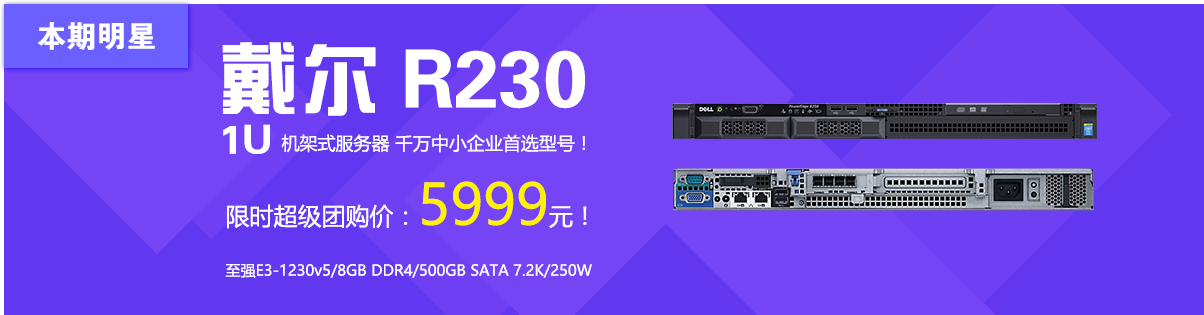 本期明星
戴尔 R230
1U 机架式服务器 千万中小企业首选型号！
限时超级团购价：5999元！
至强E3-1230v5/8GB DDR4/500GB SATA 7.2K/250W
DELL